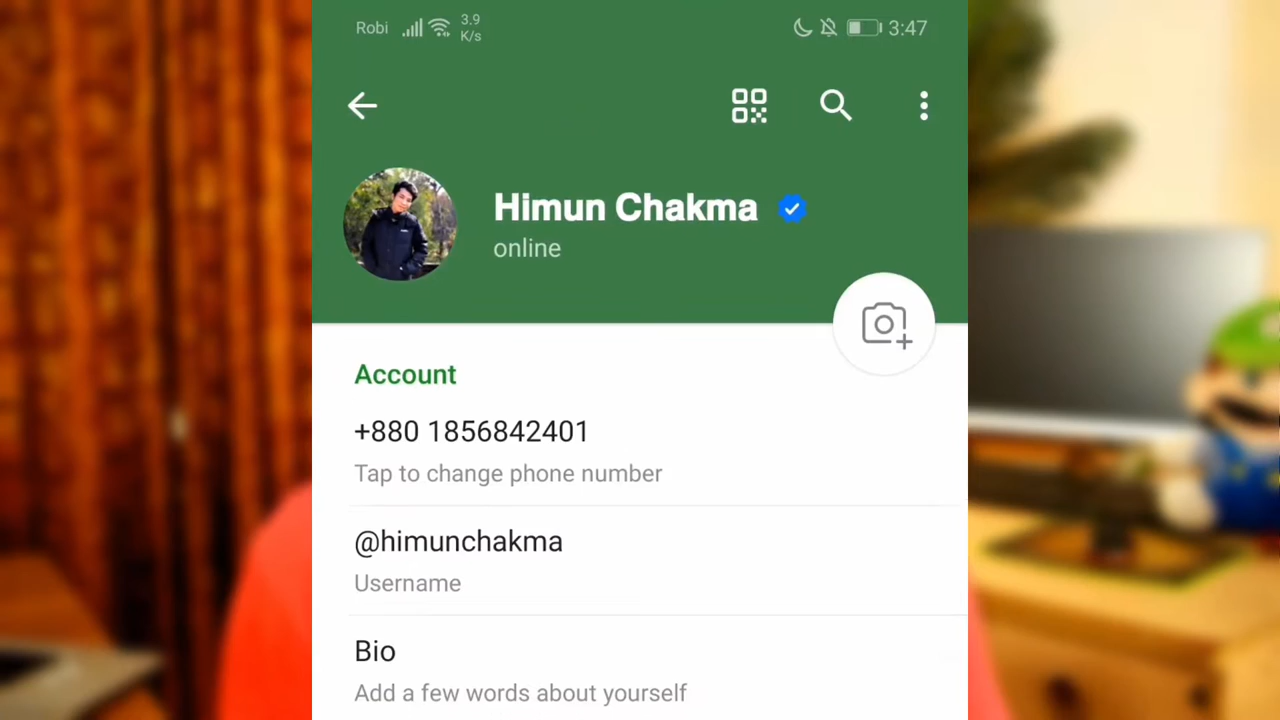 Robi 3.9 K/s 3:47
Himun Chakma
online
Account
+880 1856842401
Tap to change phone number
@himunchakma
Username
Bio
Add a few words about yourself